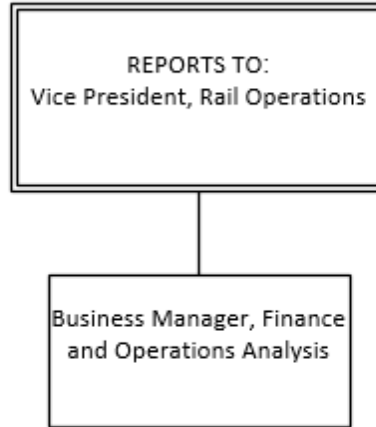 REPORTS TO:
Vice President, Rail Operations
Business Manager, Finance
and Operations Analysis